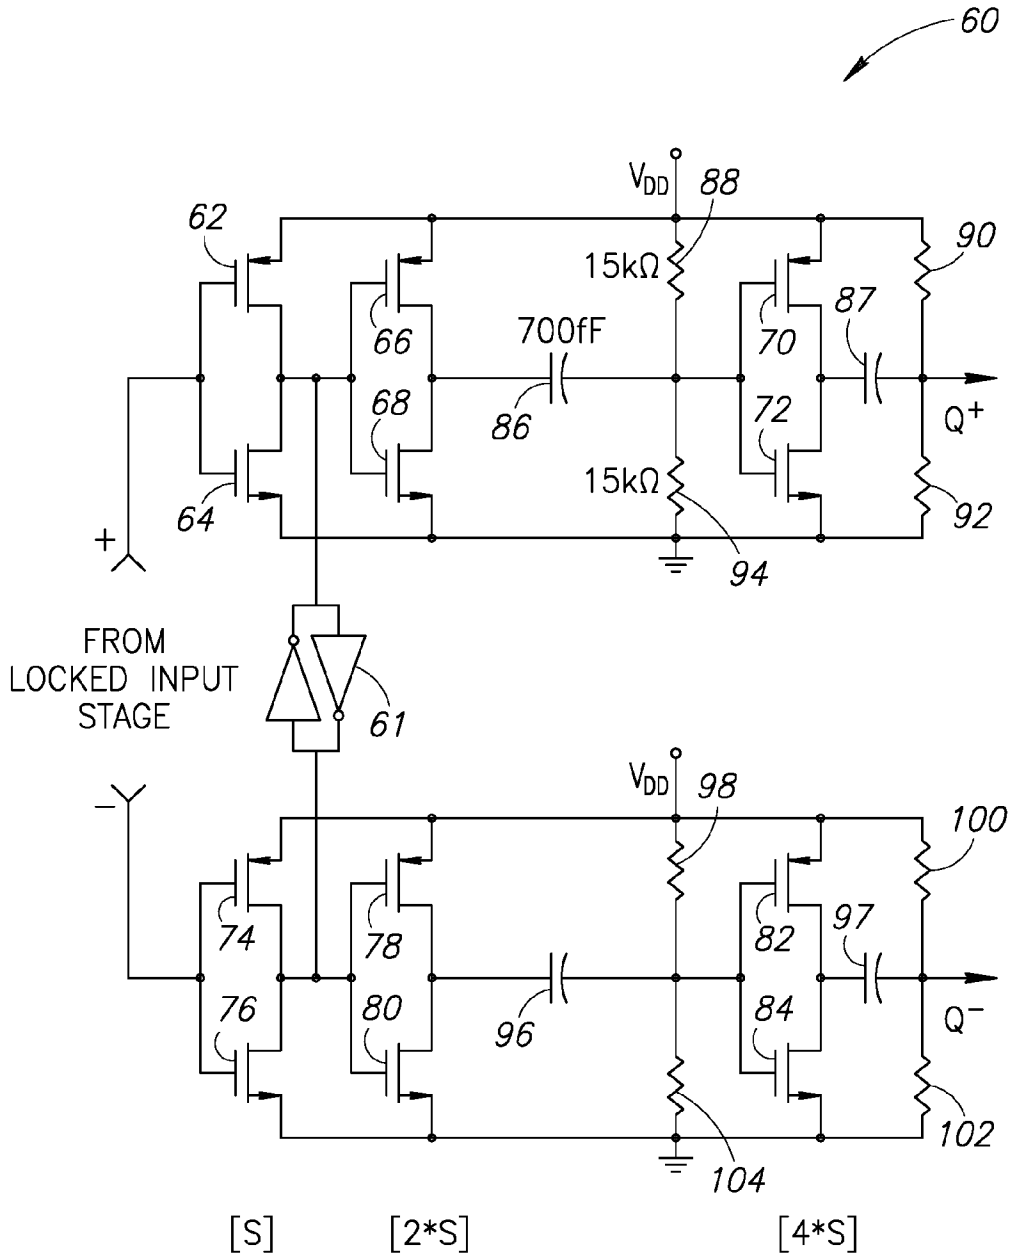 60
V_DD
88
62
90
15kΩ
87
700fF
66
70
68
72
86
Q⁺
15kΩ
64
92
94
+
FROM
LOCKED INPUT
STAGE
61
V_DD
98
−
100
74
78
82
97
76
80
84
96
Q⁻
102
104
[S]
[2*S]
[4*S]